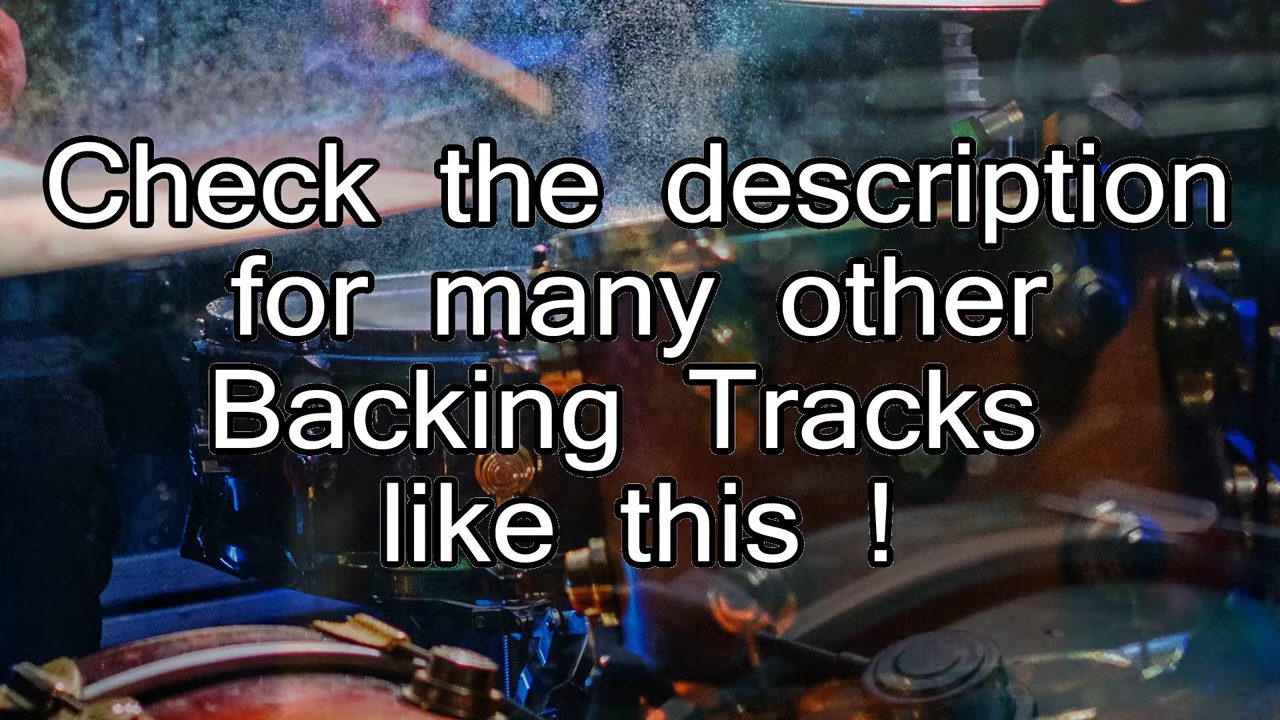 Check the description
for many other
Backing Tracks
like this !